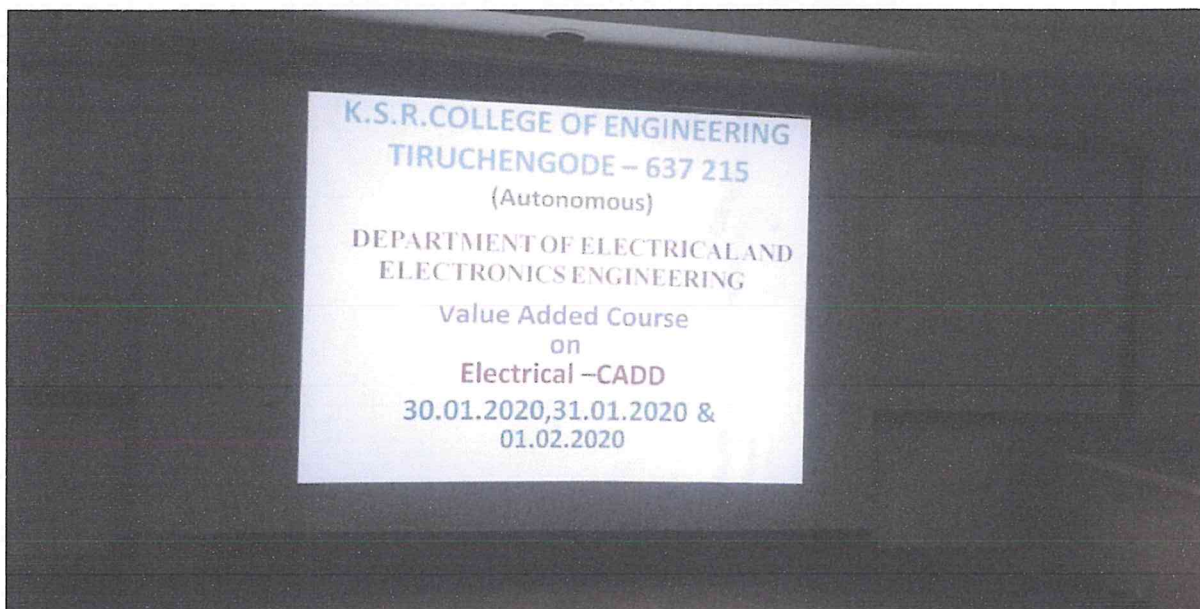 K.S.R.COLLEGE OF ENGINEERING
TIRUCHENGODE – 637 215
(Autonomous)
DEPARTMENT OF ELECTRICAL AND
ELECTRONICS ENGINEERING
Value Added Course
on
Electrical –CADD
30.01.2020,31.01.2020 &
01.02.2020